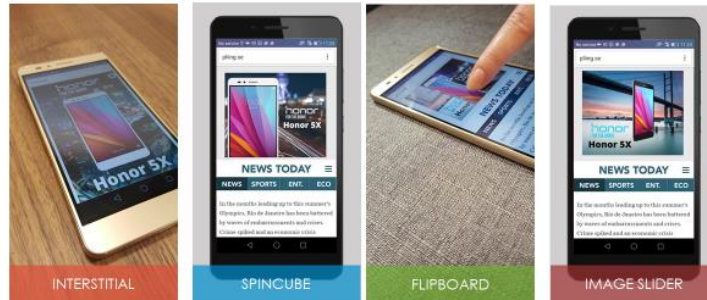 honor
Honor 5X
INTERSTITIAL
pling.se
honor
Honor 5X
NEWS TODAY
NEWS SPORTS ENT. ECO
In the months leading up to this summer's
Olympics, Rio de Janeiro has been battered
by waves of embarrassments and crises.
Crime spiked and an economic crisis
SPINCUBE
NEWS TODAY
NEWS SPORTS ENT.
FLIPBOARD
pling.se
honor
Honor 5X
NEWS TODAY
NEWS SPORTS ENT. ECO
In the months leading up to this summer's
Olympics, Rio de Janeiro has been battered
by waves of embarrassments and crises.
Crime spiked and an economic crisis
IMAGE SLIDER